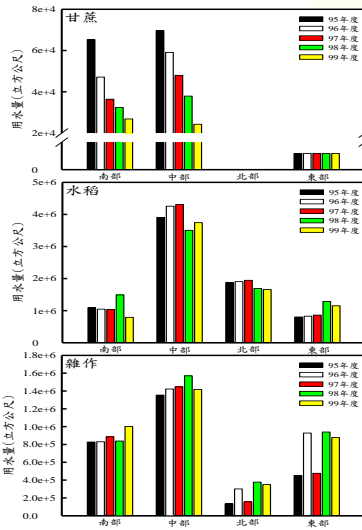 甘蔗
用水量(立方公尺)
8e+4
6e+4
4e+4
2e+4
0
95年度
96年度
97年度
98年度
99年度
南部 中部 北部 東部
水稻
用水量(立方公尺)
5e+6
4e+6
3e+6
2e+6
1e+6
0
95年度
96年度
97年度
98年度
99年度
南部 中部 北部 東部
雜作
用水量(立方公尺)
1.8e+6
1.6e+6
1.4e+6
1.2e+6
1.0e+6
8.0e+5
6.0e+5
4.0e+5
2.0e+5
0.0
95年度
96年度
97年度
98年度
99年度
南部 中部 北部 東部